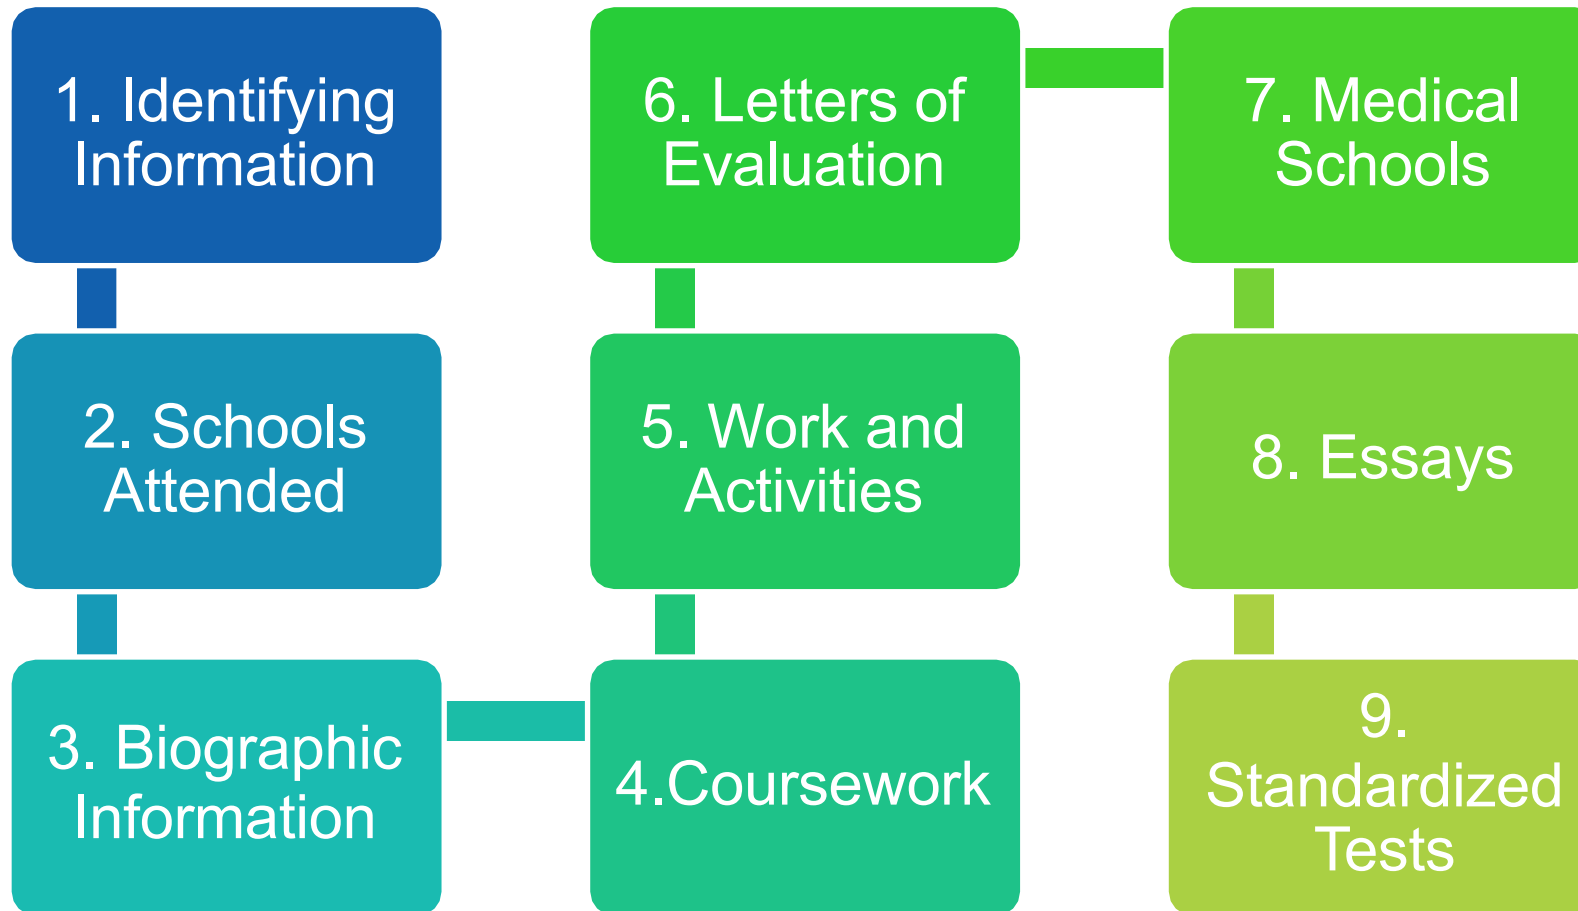 1. Identifying
Information
2. Schools
Attended
3. Biographic
Information
4.Coursework
5. Work and
Activities
6. Letters of
Evaluation
7. Medical
Schools
8. Essays
9.
Standardized
Tests